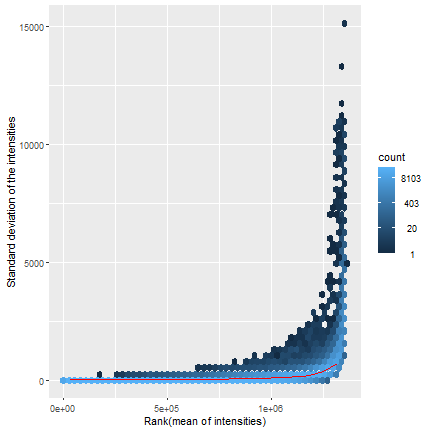 15000
10000
5000
0
Standard deviation of the intensities
0e+00
5e+05
1e+06
Rank(mean of intensities)
count
8103
403
20
1